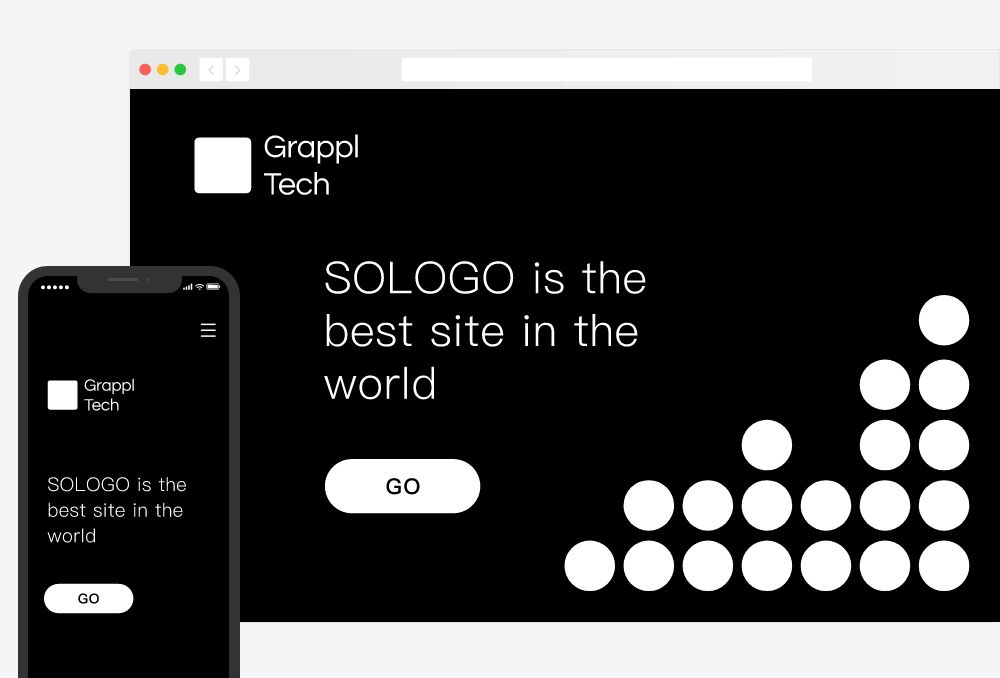 Grappl
Tech
SOLOGO is the
best site in the
world
GO
Grappl
Tech
SOLOGO is the
best site in the
world
GO